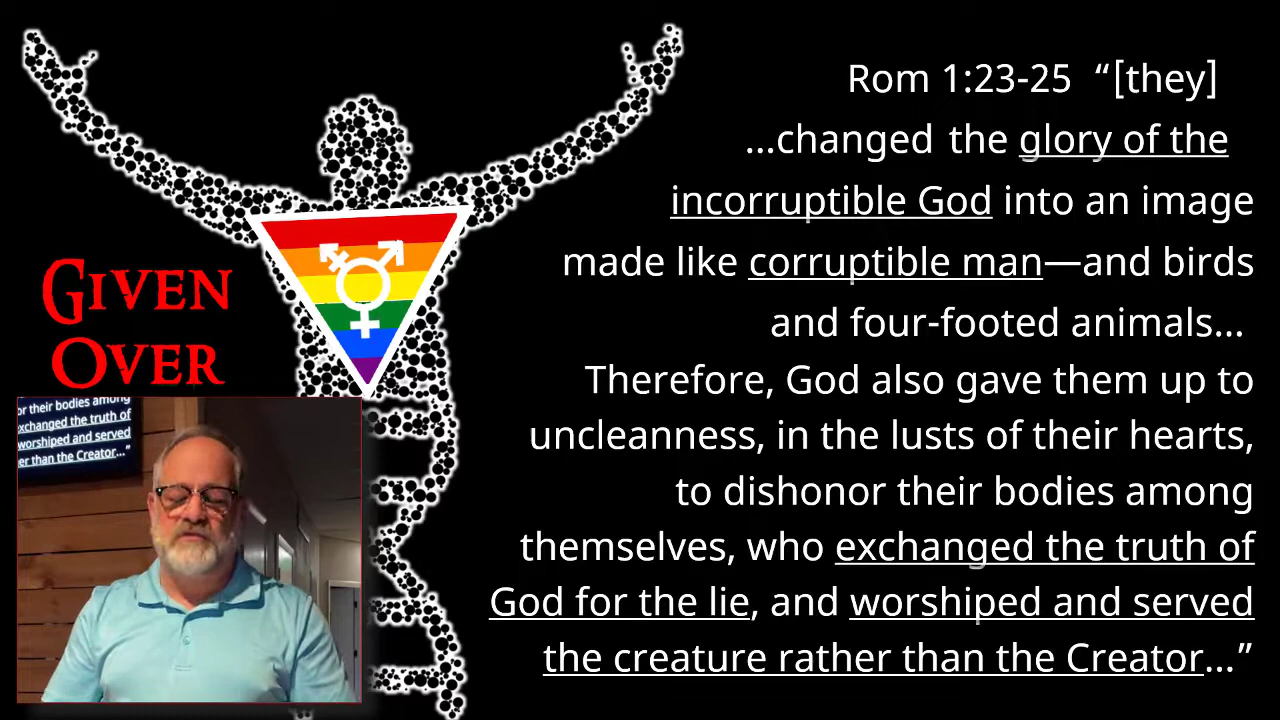 Rom 1:23-25 “[they]
...changed the glory of the
incorruptible God into an image
made like corruptible man—and birds
and four-footed animals...
Therefore, God also gave them up to
uncleanness, in the lusts of their hearts,
to dishonor their bodies among
themselves, who exchanged the truth of
God for the lie, and worshiped and served
the creature rather than the Creator...”
GIVEN
OVER
or their bodies among
exchanged the truth of
worshiped and served
er than the Creator...”